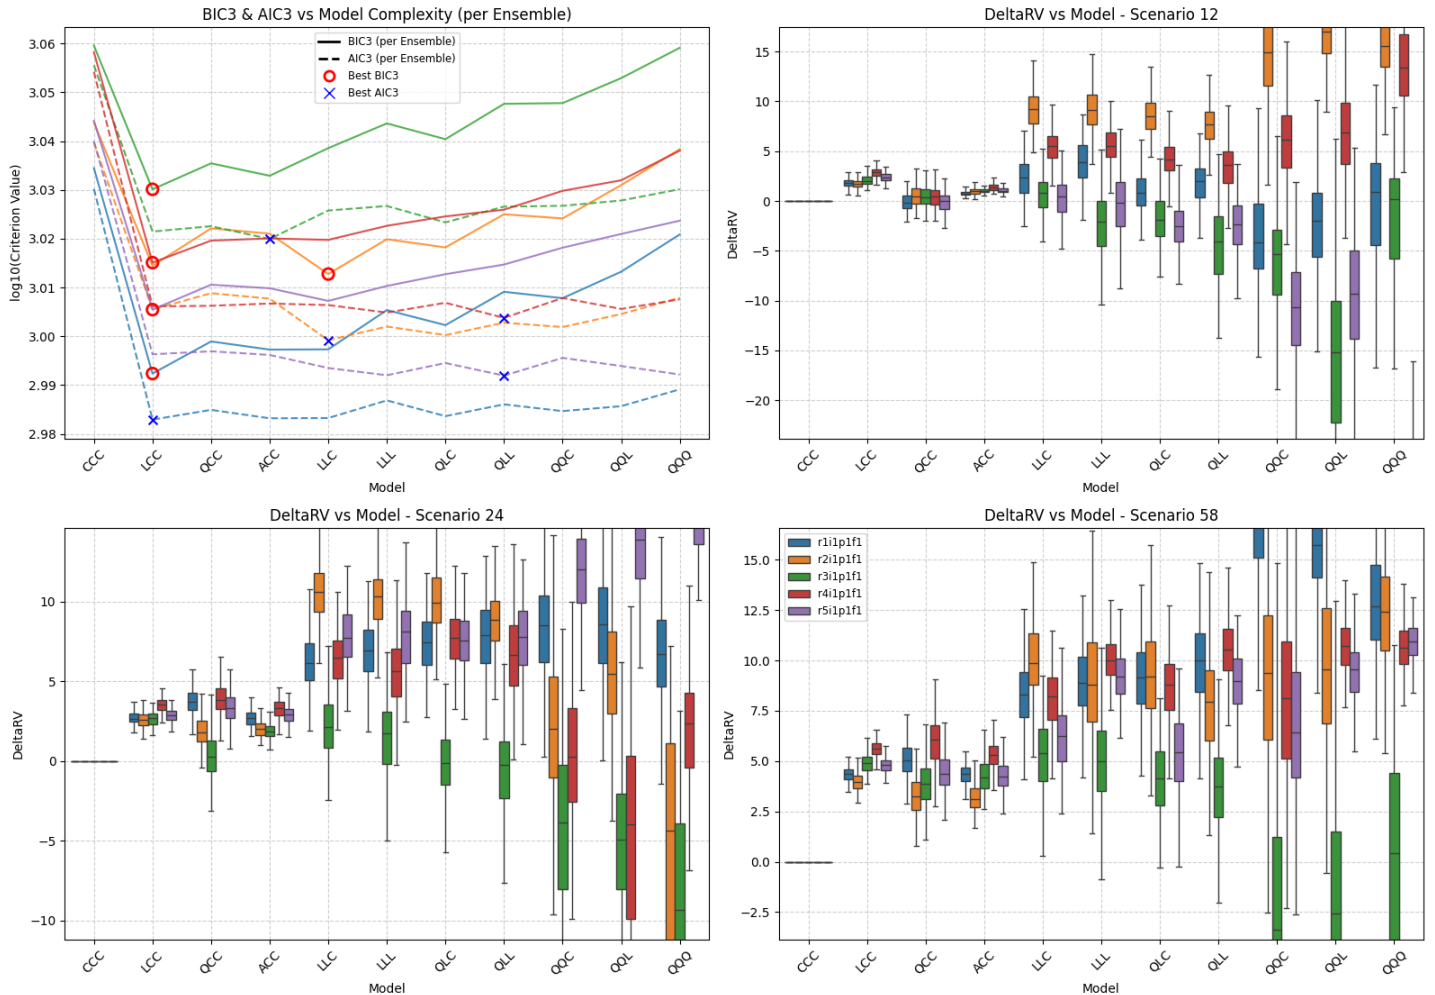 BIC3 & AIC3 vs Model Complexity (per Ensemble)
log10(Criterion Value)
3.06
3.05
3.04
3.03
3.02
3.01
3.00
2.99
2.98
BIC3 (per Ensemble)
AIC3 (per Ensemble)
Best BIC3
Best AIC3
CCC
LCC
QCC
ACC
LLC
LLL
QLC
QLL
QQC
QQL
QQQ
Model
DeltaRV vs Model - Scenario 12
DeltaRV
15
10
5
0
−5
−10
−15
−20
CCC
LCC
QCC
ACC
LLC
LLL
QLC
QLL
QQC
QQL
QQQ
Model
DeltaRV vs Model - Scenario 24
DeltaRV
10
5
0
−5
−10
CCC
LCC
QCC
ACC
LLC
LLL
QLC
QLL
QQC
QQL
QQQ
Model
DeltaRV vs Model - Scenario 58
DeltaRV
15.0
12.5
10.0
7.5
5.0
2.5
0.0
−2.5
r1i1p1f1
r2i1p1f1
r3i1p1f1
r4i1p1f1
r5i1p1f1
CCC
LCC
QCC
ACC
LLC
LLL
QLC
QLL
QQC
QQL
QQQ
Model